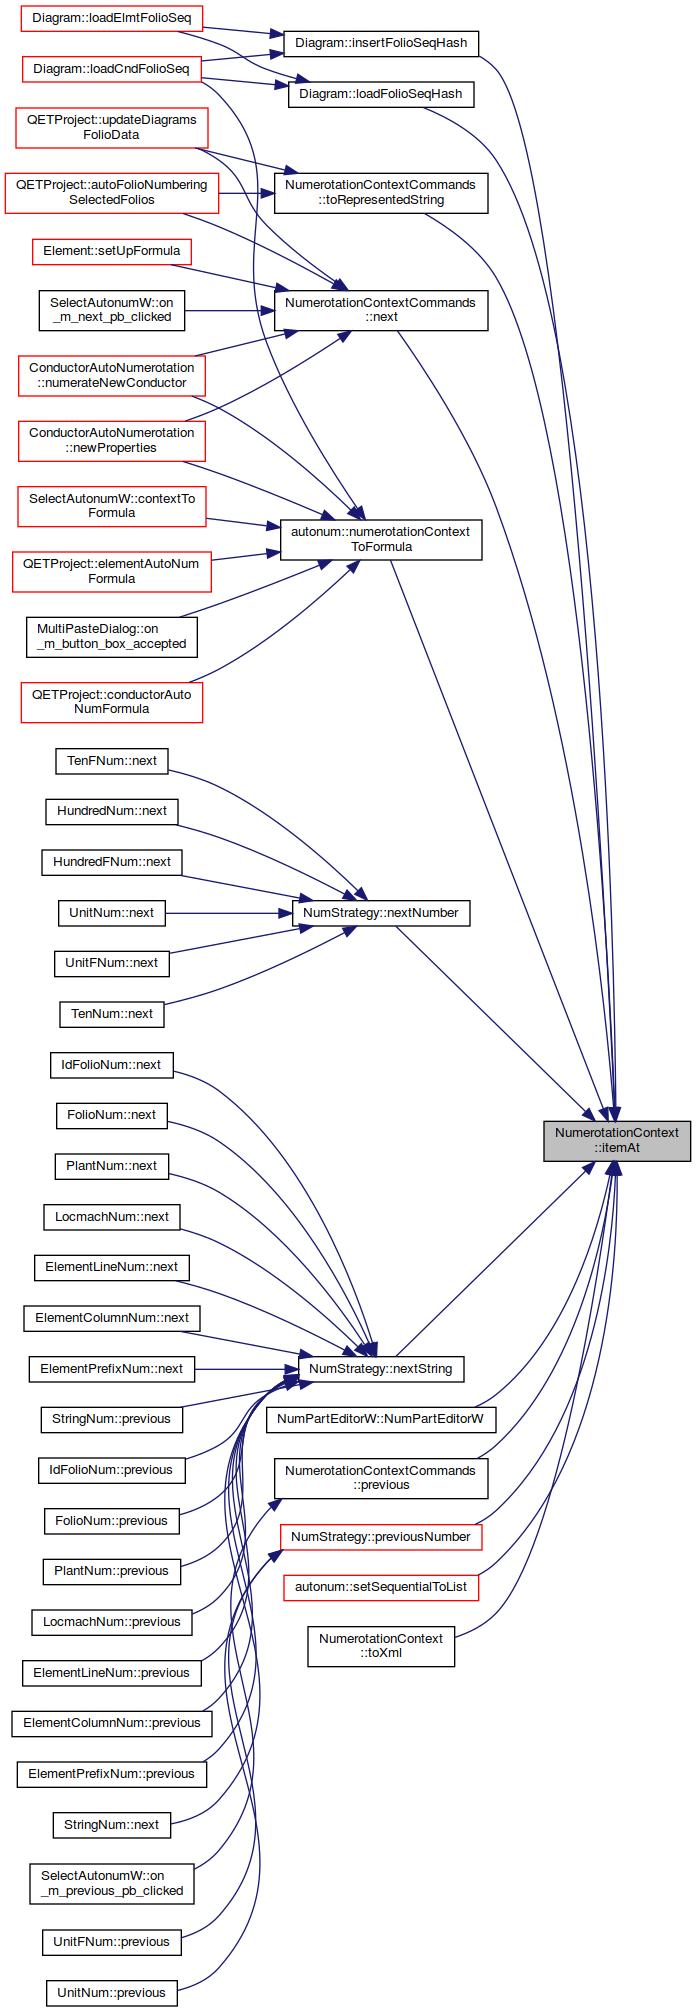 Diagram::loadElmtFolioSeq
Diagram::insertFolioSeqHash
Diagram::loadCndFolioSeq
Diagram::loadFolioSeqHash
QETProject::updateDiagrams
FolioData
QETProject::autoFolioNumbering
SelectedFolios
NumerotationContextCommands
::toRepresentedString
Element::setUpFormula
SelectAutonumW::on
_m_next_pb_clicked
NumerotationContextCommands
::next
ConductorAutoNumerotation
::numerateNewConductor
ConductorAutoNumerotation
::newProperties
SelectAutonumW::contextTo
Formula
autonum::numerotationContext
ToFormula
QETProject::elementAutoNum
Formula
MultiPasteDialog::on
_m_button_box_accepted
QETProject::conductorAuto
NumFormula
TenFNum::next
HundredNum::next
HundredFNum::next
UnitNum::next
NumStrategy::nextNumber
UnitFNum::next
TenNum::next
IdFolioNum::next
FolioNum::next
NumerotationContext
::itemAt
PlantNum::next
LocmachNum::next
ElementLineNum::next
ElementColumnNum::next
ElementPrefixNum::next
NumStrategy::nextString
StringNum::previous
NumPartEditorW::NumPartEditorW
IdFolioNum::previous
NumerotationContextCommands
::previous
FolioNum::previous
NumStrategy::previousNumber
PlantNum::previous
autonum::setSequentialToList
LocmachNum::previous
NumerotationContext
::toXml
ElementLineNum::previous
ElementColumnNum::previous
ElementPrefixNum::previous
StringNum::next
SelectAutonumW::on
_m_previous_pb_clicked
UnitFNum::previous
UnitNum::previous